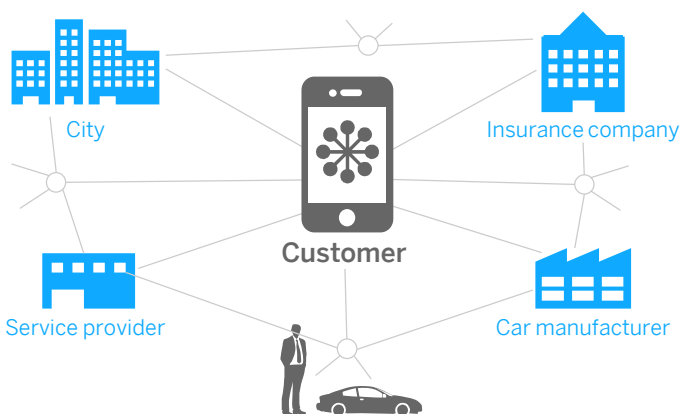 City
Insurance company
Customer
Service provider
Car manufacturer